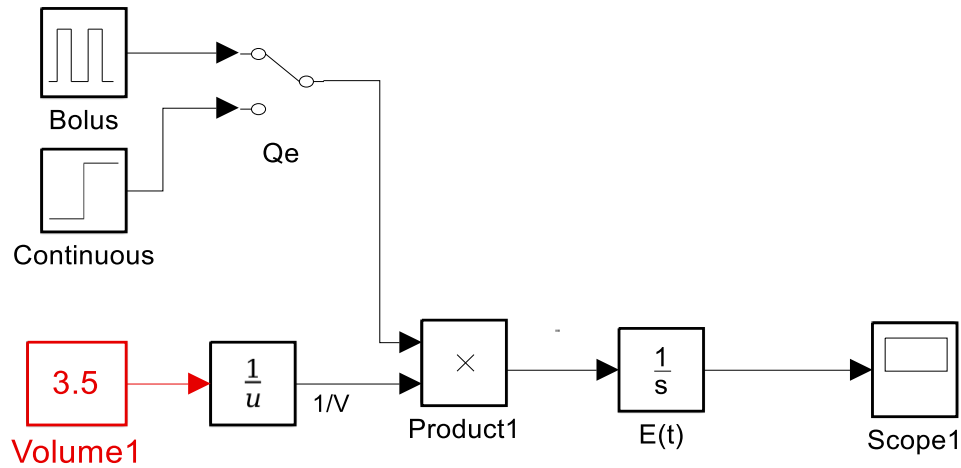 Bolus
Qe
Continuous
3.5
Volume1
1
u
1/V
×
Product1
1
s
E(t)
Scope1